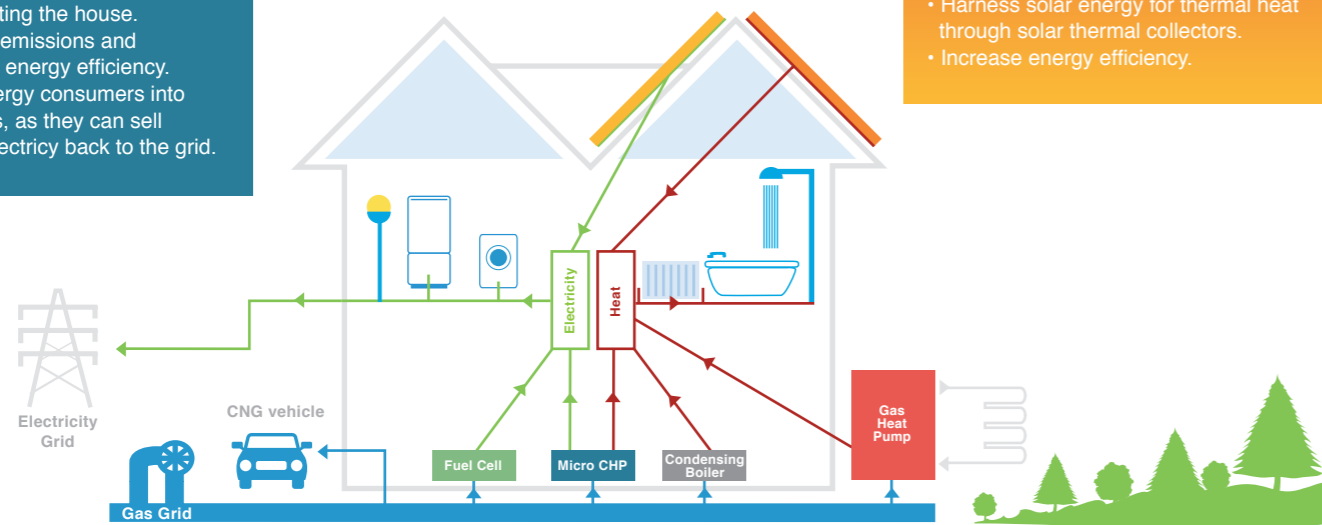 ting the house.
emissions and
energy efficiency.
ergy consumers into
s, as they can sell
ectricy back to the grid.
• Harness solar energy for thermal heat
through solar thermal collectors.
• Increase energy efficiency.
Electricity
Heat
Electricity
Grid
CNG vehicle
Gas
Heat
Pump
Fuel Cell
Micro CHP
Condensing
Boiler
Gas Grid